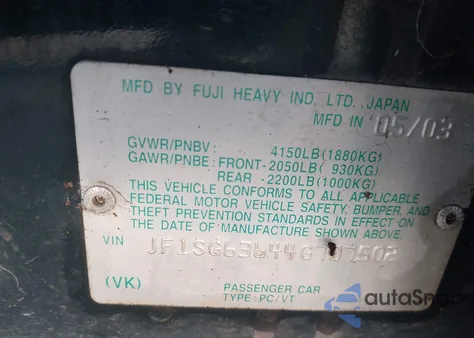 MFD BY FUJI HEAVY IND. LTD. JAPAN
MFD IN 05/03
GVWR/PNBV: 4150LB(1880KG)
GAWR/PNBE: FRONT-2050LB( 930KG)
REAR -2200LB(1000KG)
THIS VEHICLE CONFORMS TO ALL APPLICABLE
FEDERAL MOTOR VEHICLE SAFETY, BUMPER, AND
THEFT PREVENTION STANDARDS IN EFFECT ON
THE DATE OF MANUFACTURE SHOWN ABOVE.
VIN JF1SG63644G707502
(VK) PASSENGER CAR
TYPE: PC/VT
autoSnap